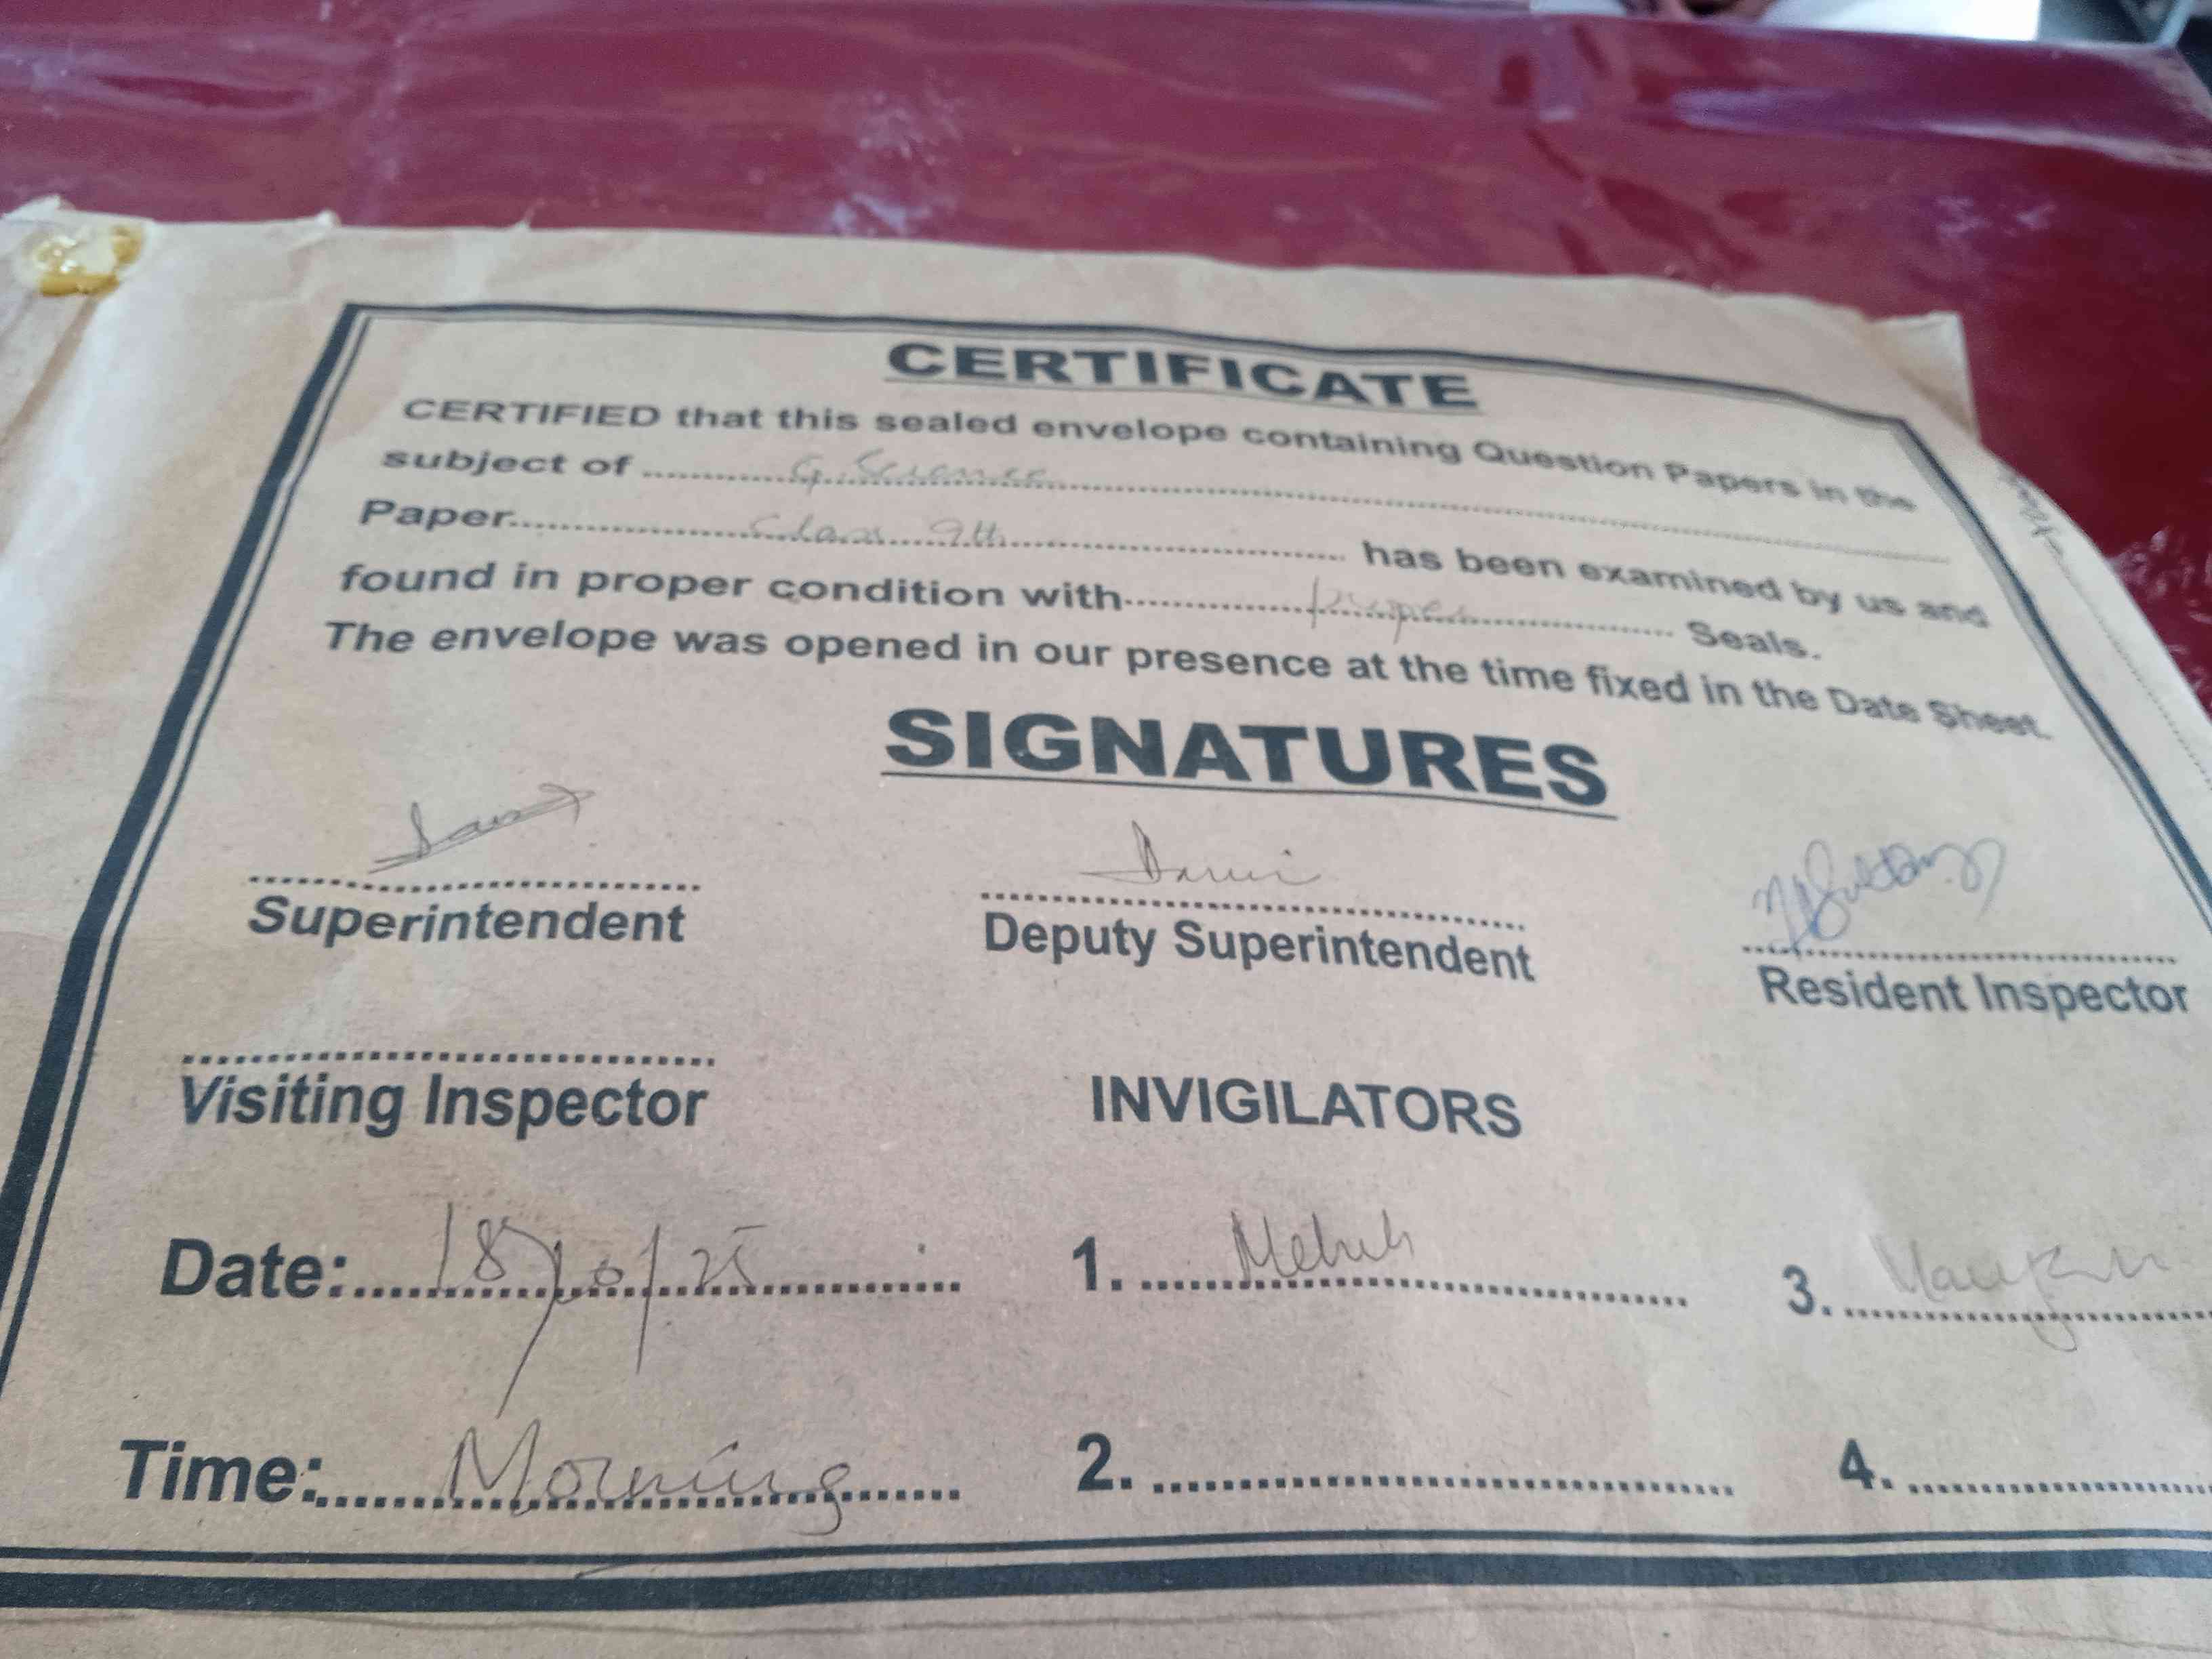 CERTIFICATE
CERTIFIED that this sealed envelope containing Question Papers in the
subject of G. Science
Paper Class 9th has been examined by us and
found in proper condition with proper Seals.
The envelope was opened in our presence at the time fixed in the Date Sheet.
SIGNATURES
Superintendent Deputy Superintendent Resident Inspector
Visiting Inspector INVIGILATORS
Date: 18/10/25 1. 3.
Time: Morning 2. 4.